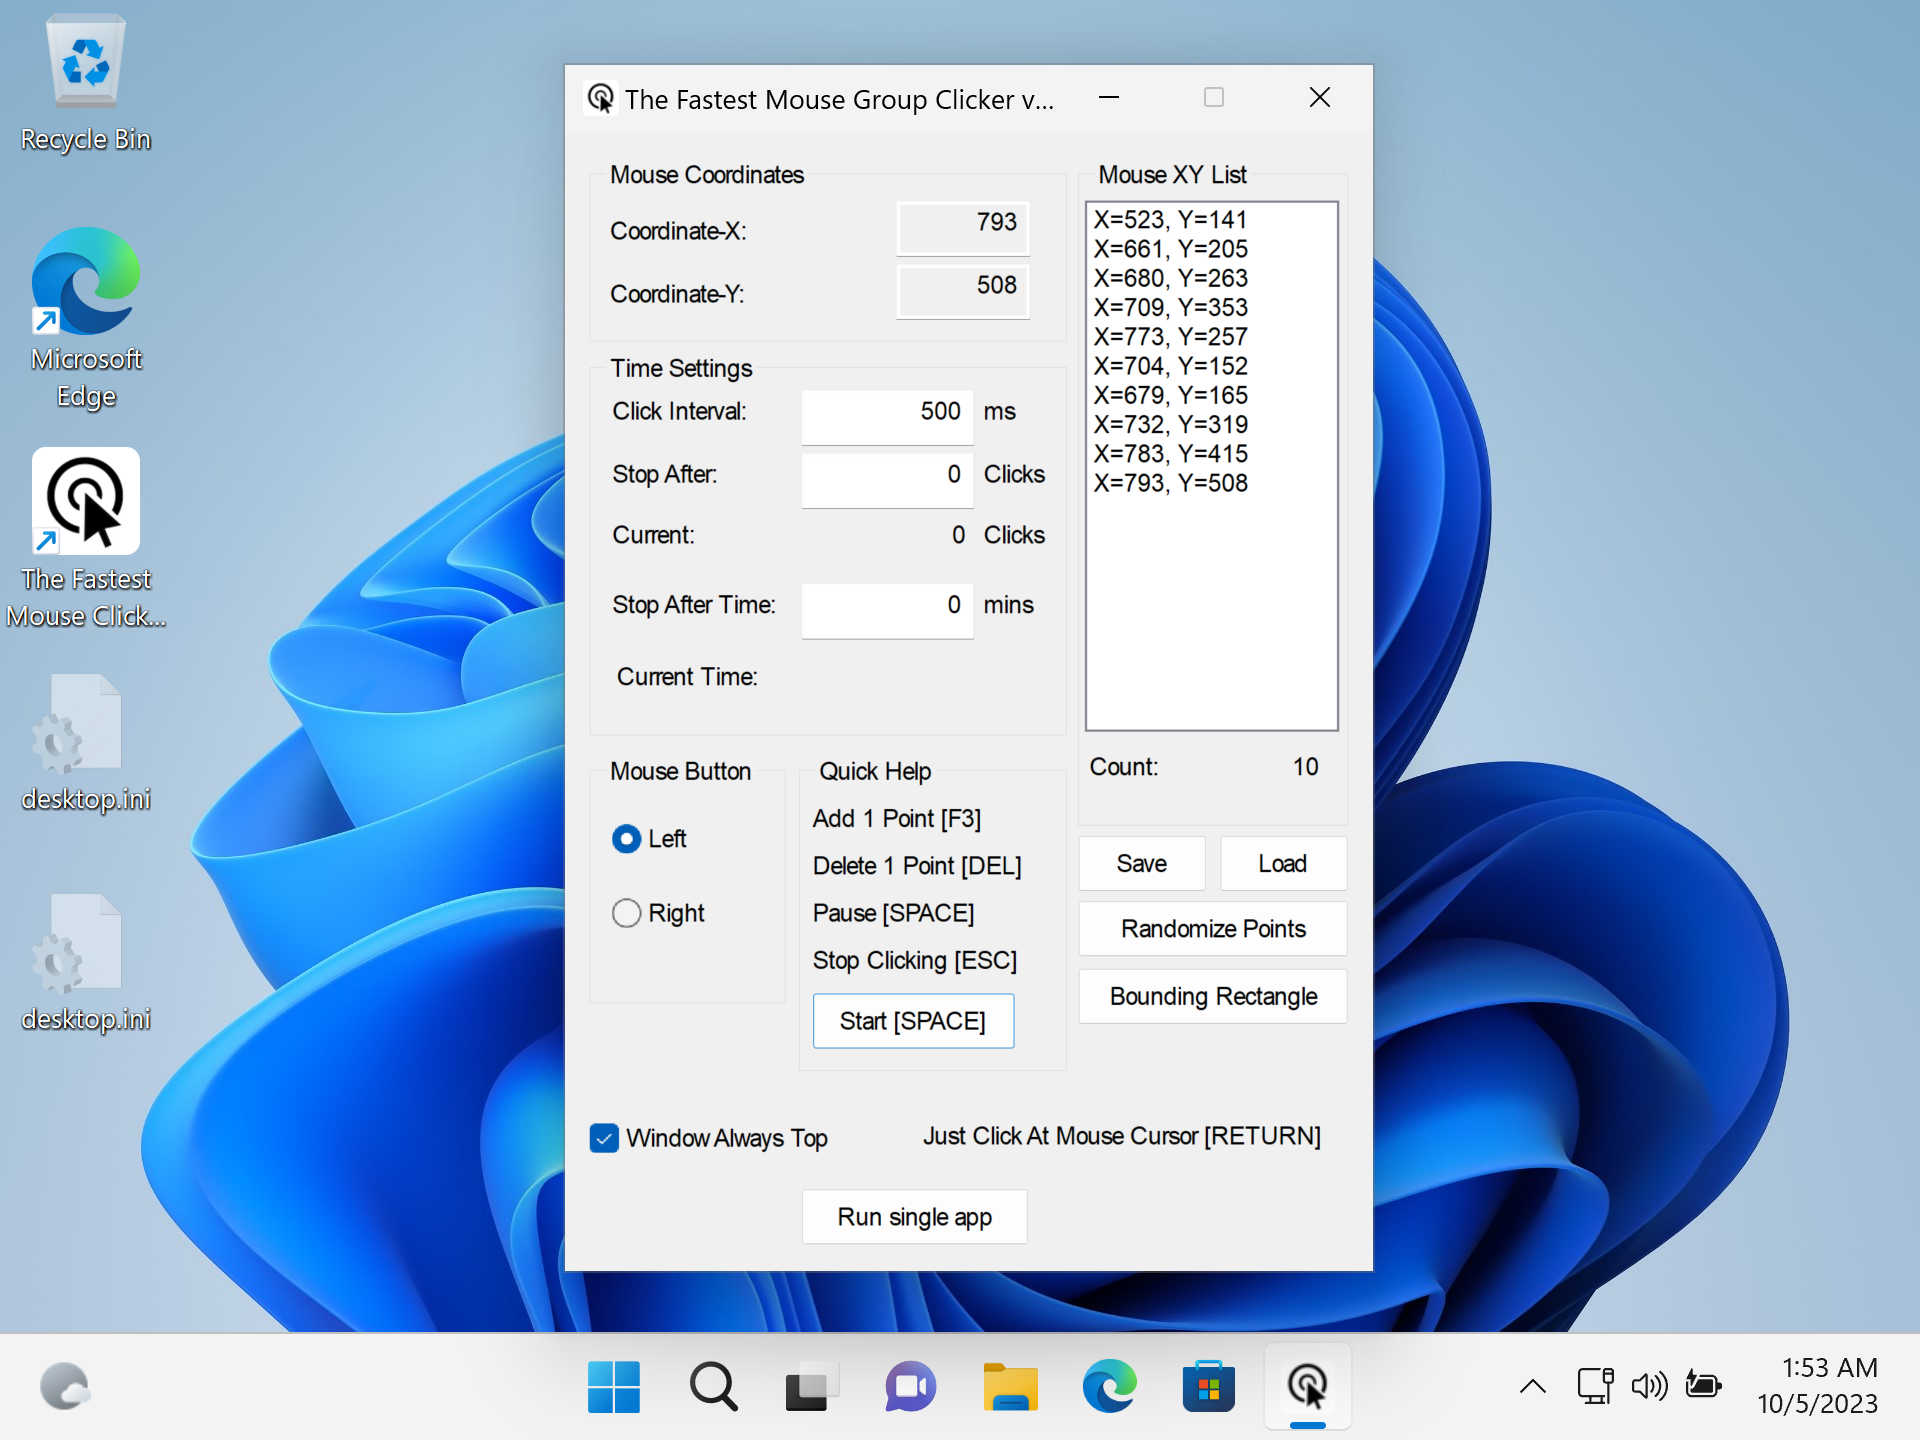 Recycle Bin
Microsoft
Edge
The Fastest
Mouse Click...
desktop.ini
desktop.ini
The Fastest Mouse Group Clicker v...
Mouse Coordinates
Coordinate-X:
793
Coordinate-Y:
508
Time Settings
Click Interval:
500
ms
Stop After:
0
Clicks
Current:
0
Clicks
Stop After Time:
0
mins
Current Time:
Mouse XY List
X=523, Y=141
X=661, Y=205
X=680, Y=263
X=709, Y=353
X=773, Y=257
X=704, Y=152
X=679, Y=165
X=732, Y=319
X=783, Y=415
X=793, Y=508
Count:
10
Mouse Button
Left
Right
Quick Help
Add 1 Point [F3]
Delete 1 Point [DEL]
Pause [SPACE]
Stop Clicking [ESC]
Start [SPACE]
Save
Load
Randomize Points
Bounding Rectangle
Window Always Top
Just Click At Mouse Cursor [RETURN]
Run single app
1:53 AM
10/5/2023